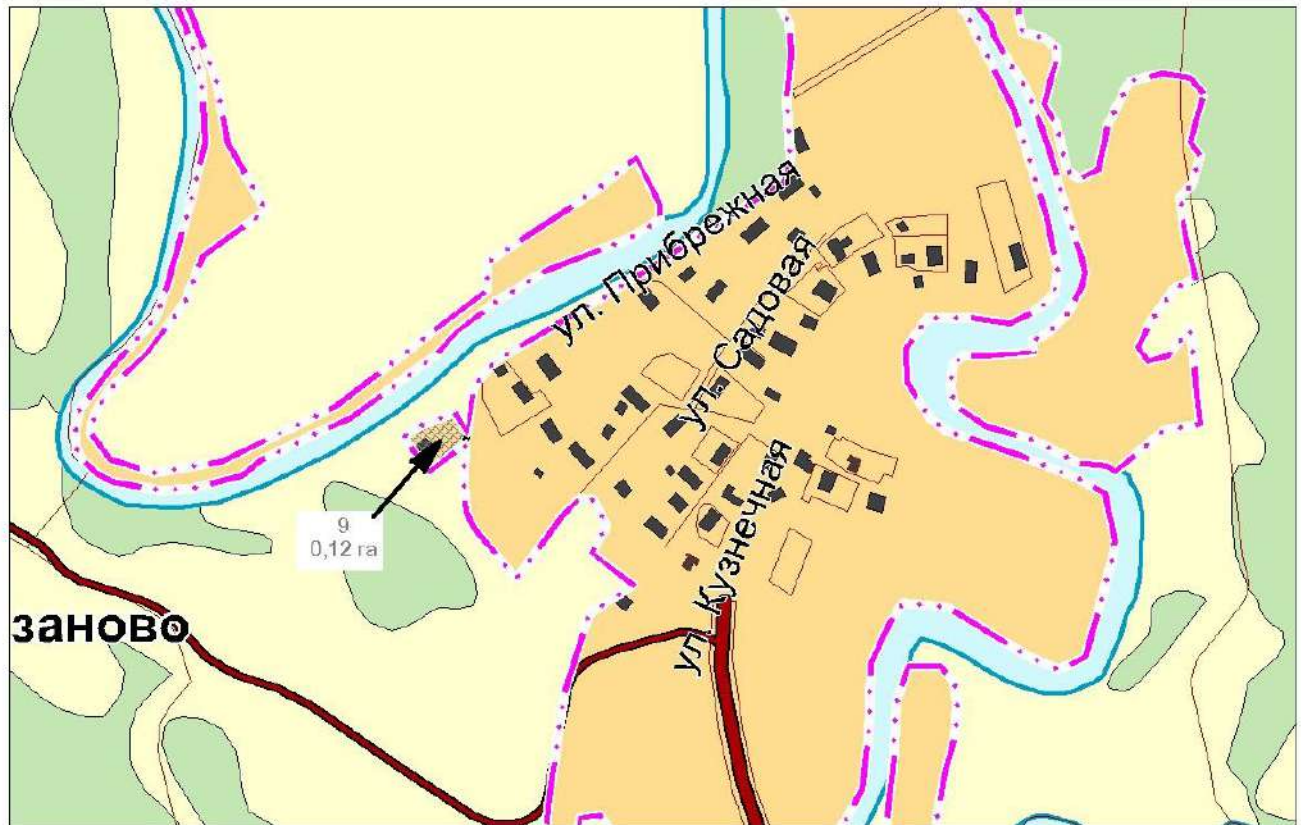 ул. Прибрежная
ул. Садовая
ул. Кузнечная
9
0,12 га
заново